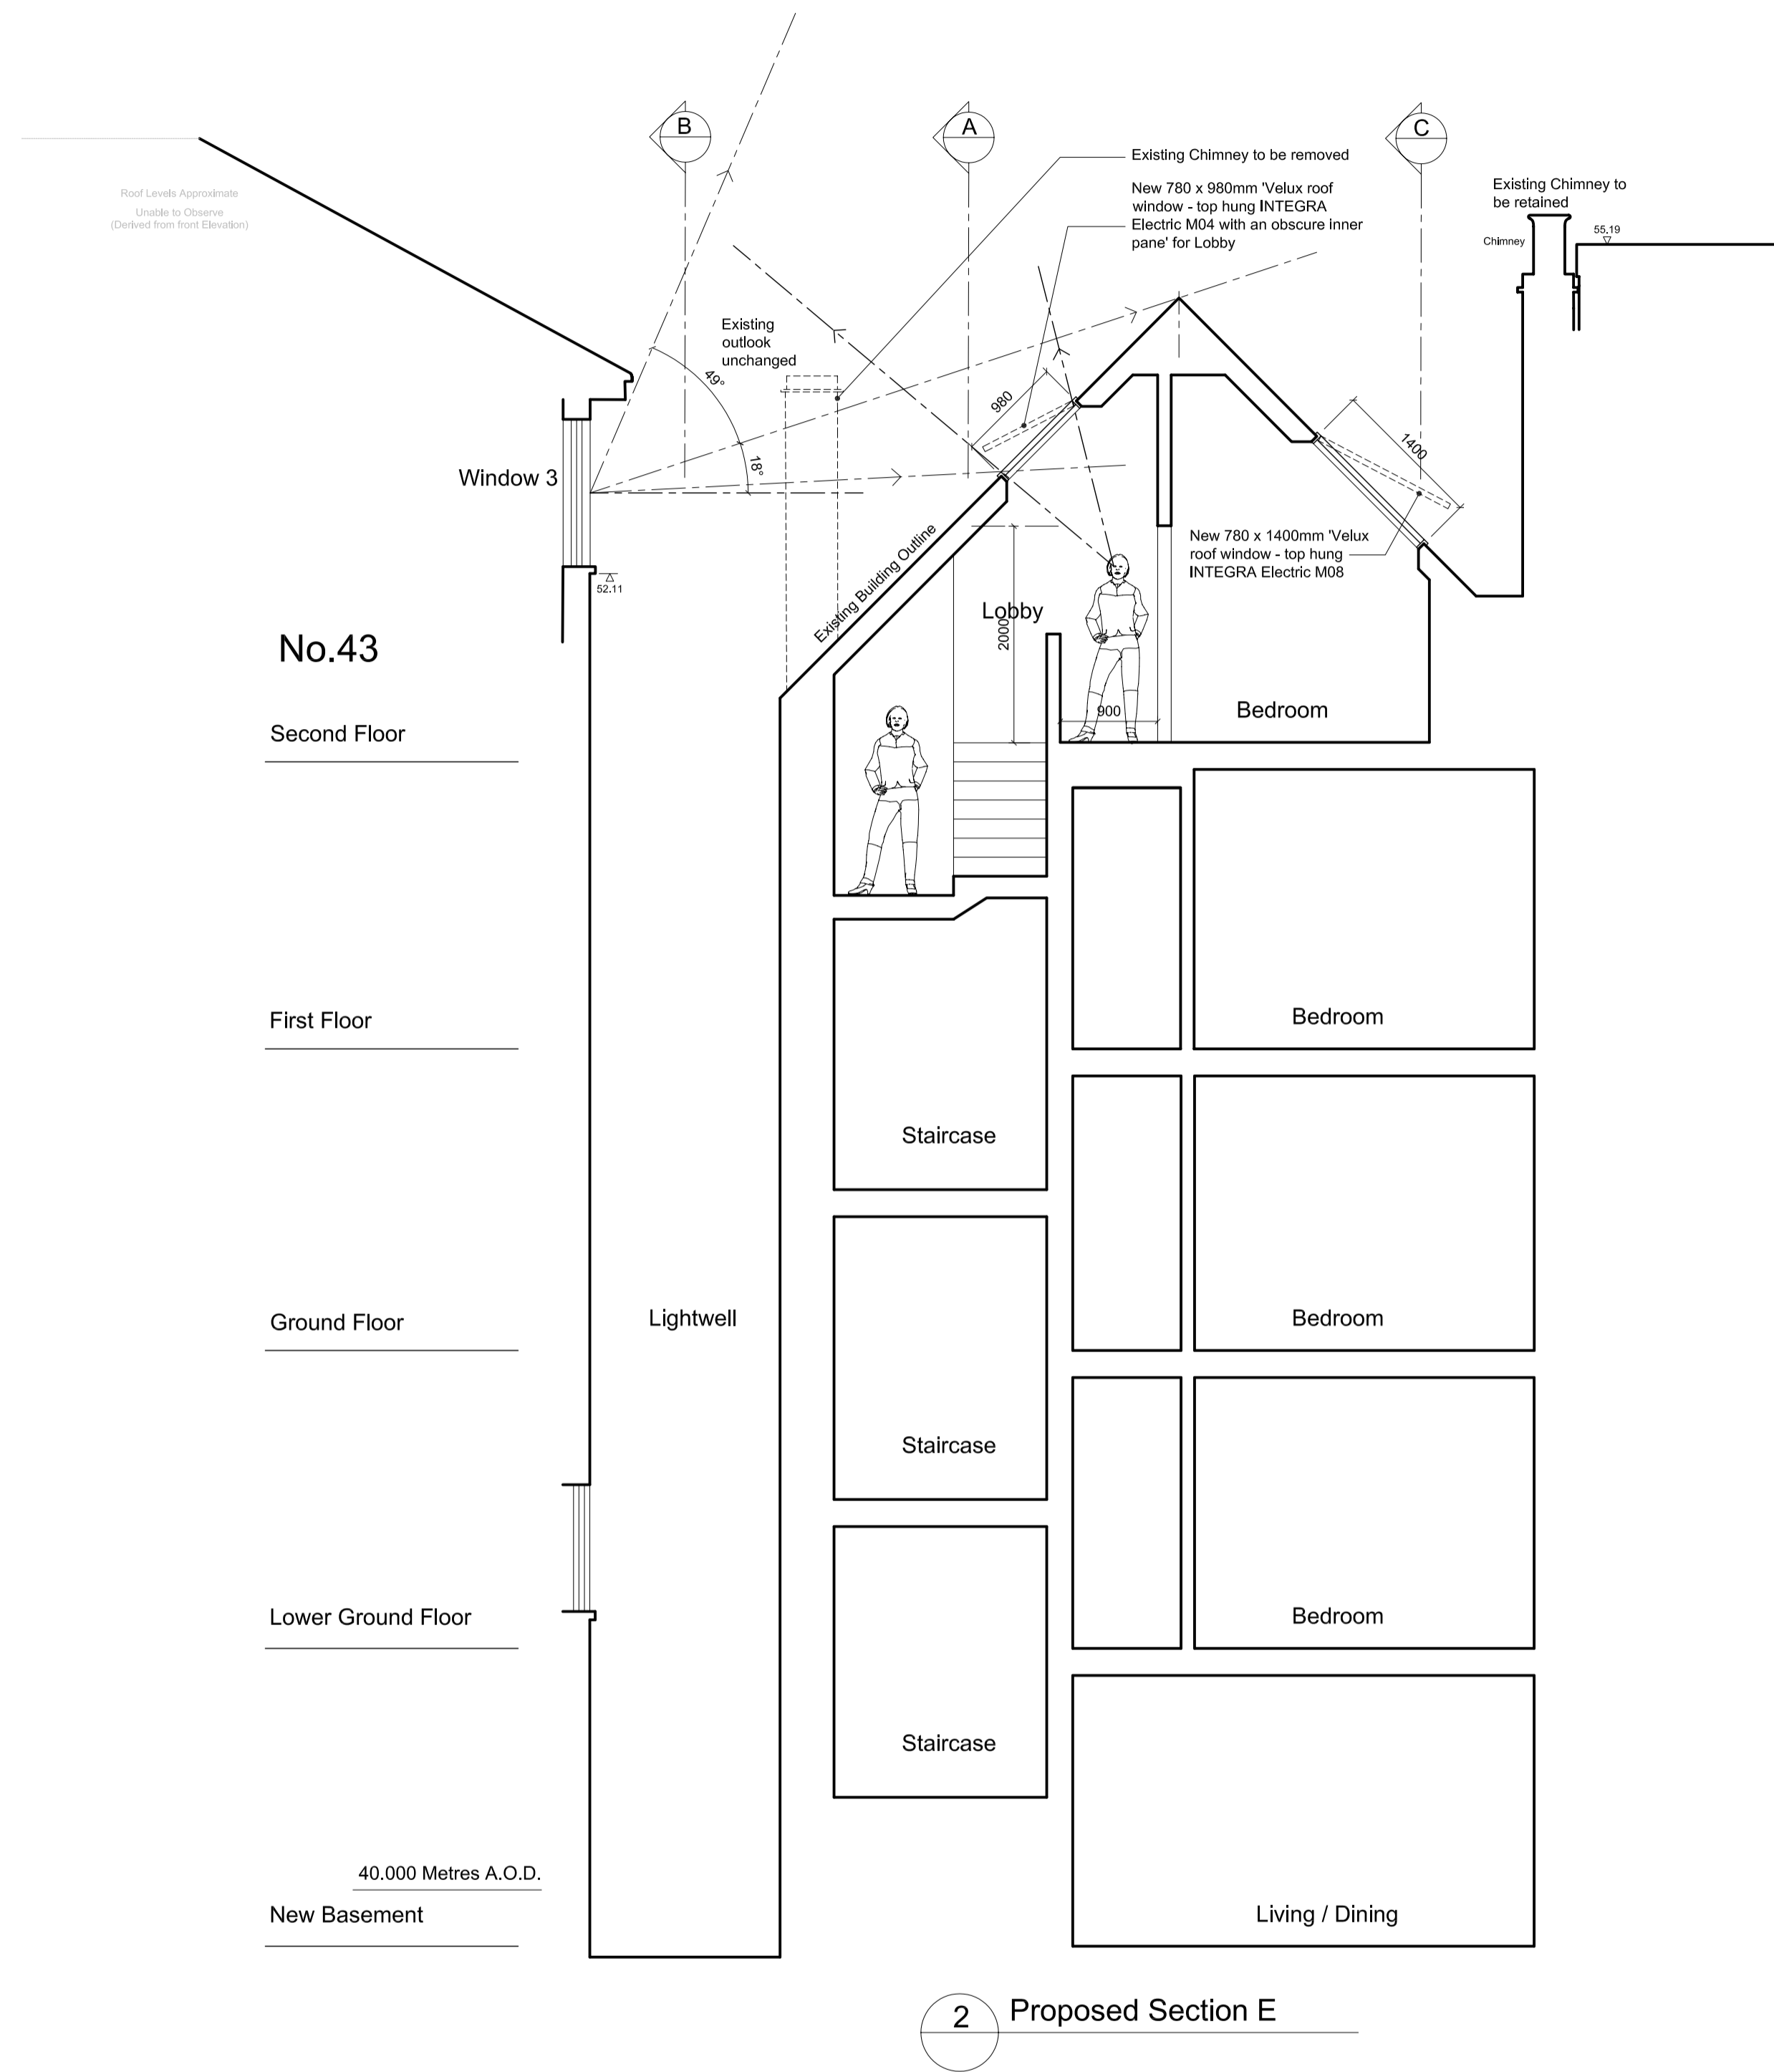 B
A
C
Existing Chimney to be removed
New 780 x 980mm 'Velux roof
window - top hung INTEGRA
Electric M04 with an obscure inner
pane' for Lobby
Existing Chimney to
be retained
Chimney
55.19
Roof Levels Approximate
Unable to Observe
(Derived from front Elevation)
Existing
outlook
unchanged
49°
18°
980
1400
Window 3
52.11
New 780 x 1400mm 'Velux
roof window - top hung
INTEGRA Electric M08
Existing Building Outline
Lobby
2000
No.43
900
Bedroom
Second Floor
First Floor
Bedroom
Staircase
Ground Floor
Lightwell
Bedroom
Staircase
Lower Ground Floor
Bedroom
Staircase
40.000 Metres A.O.D.
New Basement
Living / Dining
2
Proposed Section E